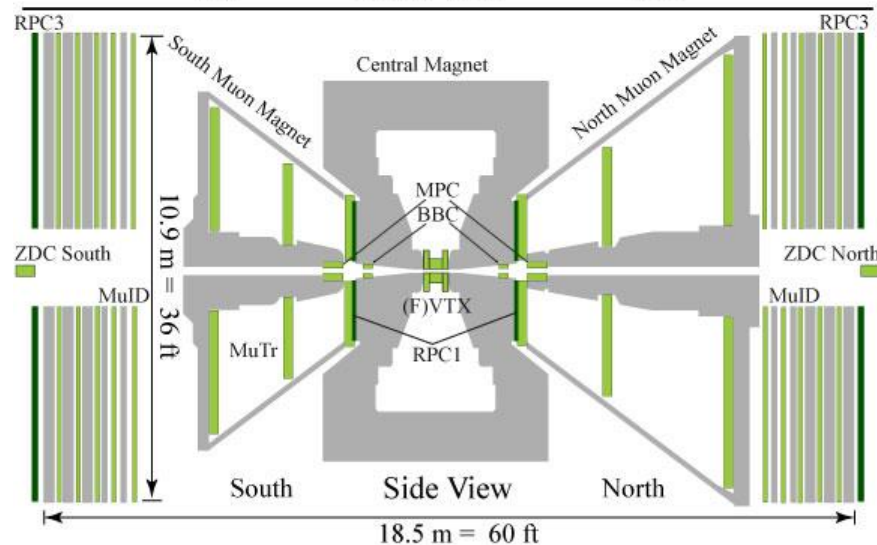 RPC3
RPC3
South Muon Magnet
Central Magnet
North Muon Magnet
MPC
BBC
10.9 m = 36 ft
ZDC South
ZDC North
MuID
(F)VTX
MuID
MuTr
RPC1
South
Side View
North
18.5 m = 60 ft